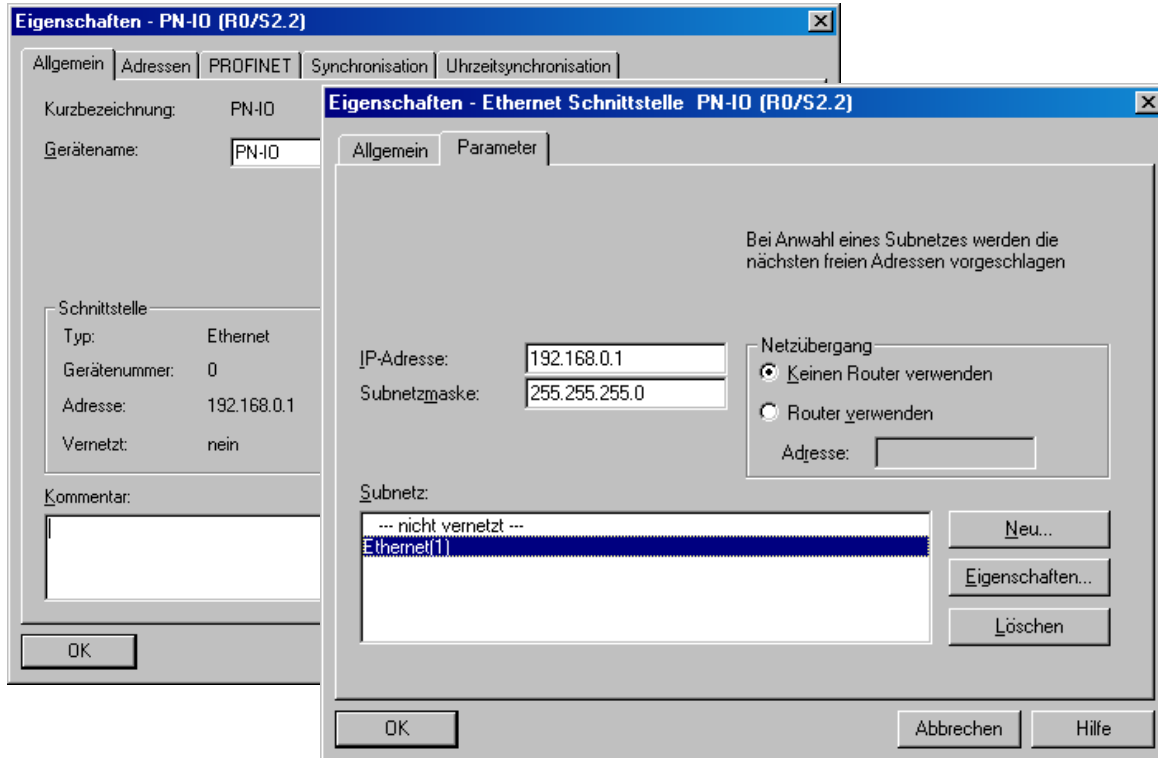 Eigenschaften - PN-IO (R0/S2.2)
Allgemein Adressen PROFINET Synchronisation Uhrzeitsynchronisation
Kurzbezeichnung: PN-IO
Gerätename: PN-IO
Schnittstelle
Typ: Ethernet
Gerätenummer: 0
Adresse: 192.168.0.1
Vernetzt: nein
Kommentar:
OK
Eigenschaften - Ethernet Schnittstelle PN-IO (R0/S2.2)
Allgemein Parameter
Bei Anwahl eines Subnetzes werden die
nächsten freien Adressen vorgeschlagen
IP-Adresse: 192.168.0.1
Subnetzmaske: 255.255.255.0
Netzübergang
Keinen Router verwenden
Router verwenden
Adresse:
Subnetz:
--- nicht vernetzt ---
Ethernet(1)
Neu...
Eigenschaften...
Löschen
OK Abbrechen Hilfe